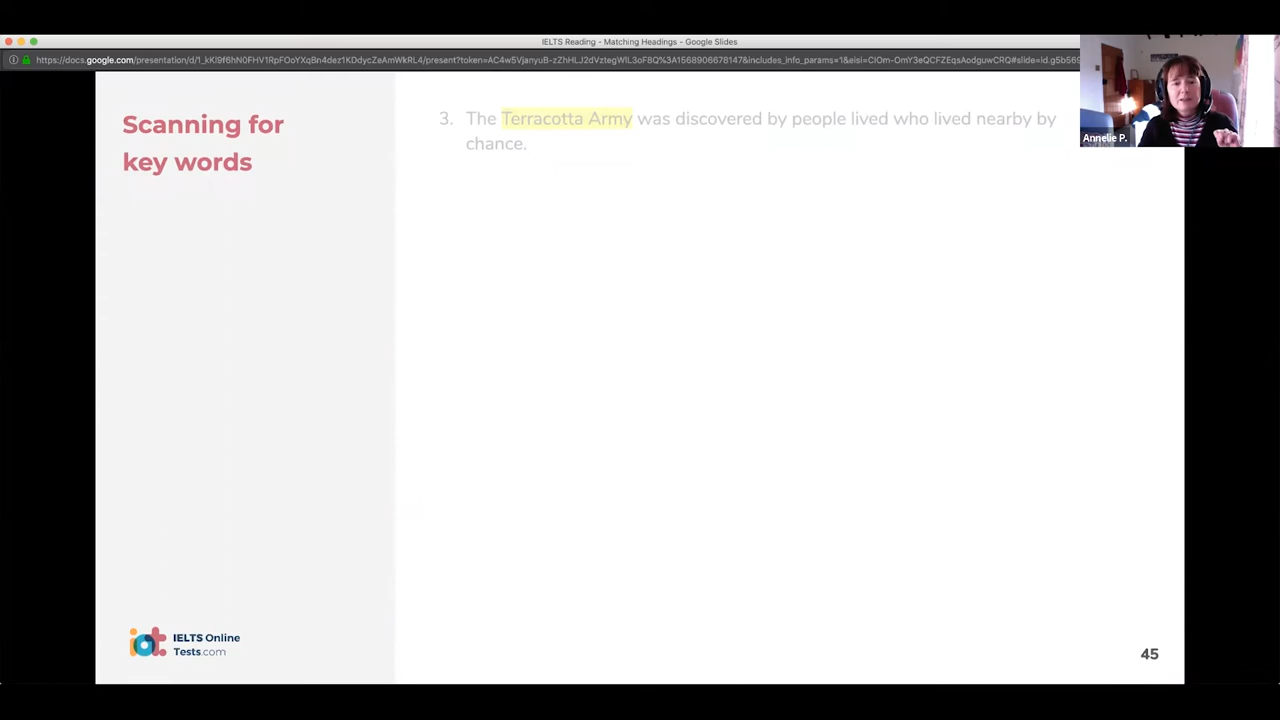 IELTS Reading - Matching Headings - Google Slides
Scanning for
key words
3. The Terracotta Army was discovered by people lived who lived nearby by
chance.
Annelie P.
iot IELTS Online
Tests.com
45